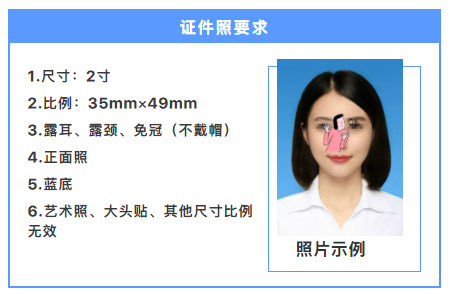 证件照要求
1.尺寸：2寸
2.比例：35mm×49mm
3.露耳、露颈、免冠（不戴帽）
4.正面照
5.蓝底
6.艺术照、大头贴、其他尺寸比例
无效
照片示例